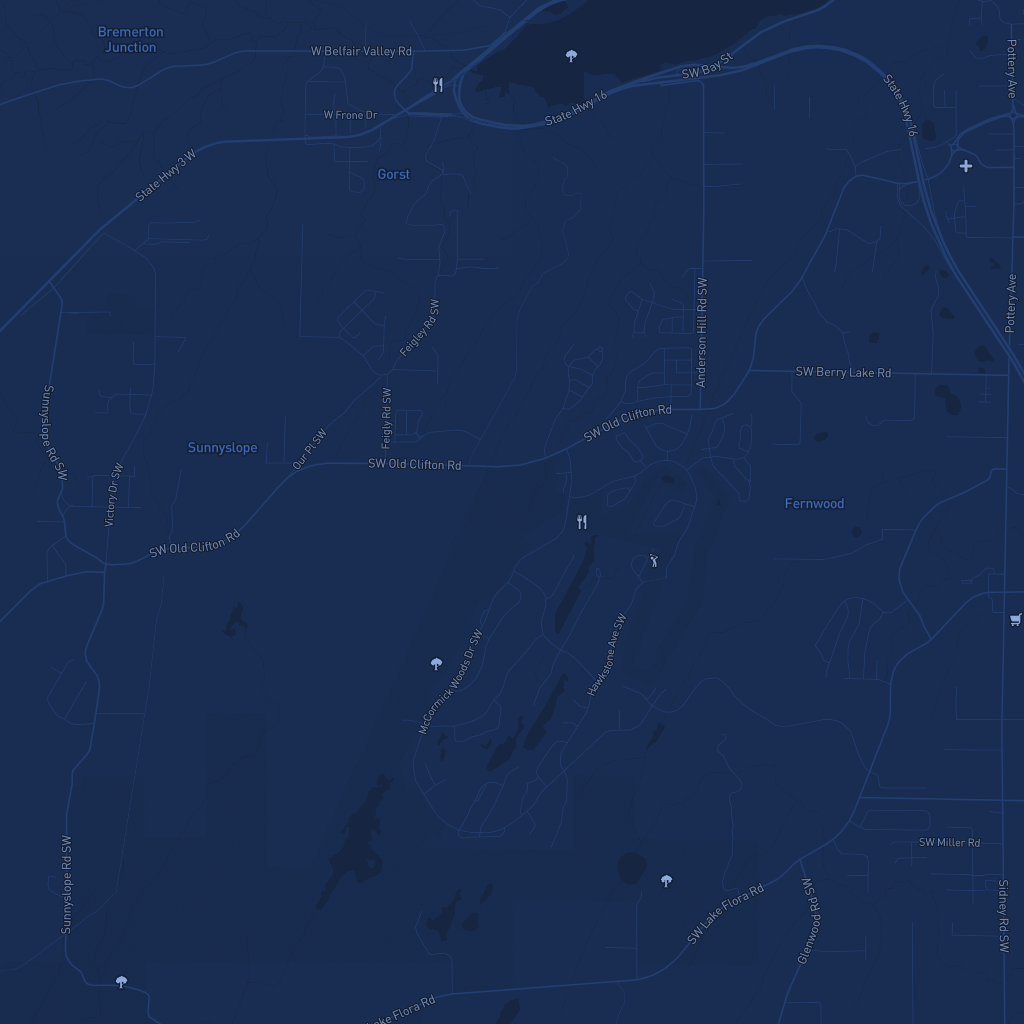 Bremerton
Junction
W Belfair Valley Rd
SW Bay St
Pottery Ave
State Hwy 16
State Hwy 16
W Frone Dr
State Hwy 3 W
Gorst
Feigley Rd SW
Anderson Hill Rd SW
Pottery Ave
SW Berry Lake Rd
Sunnyslope Rd SW
Feigly Rd SW
SW Old Clifton Rd
Sunnyslope
Our Pl SW
SW Old Clifton Rd
Victory Dr SW
Fernwood
SW Old Clifton Rd
McCormick Woods Dr SW
Hawkstone Ave SW
SW Miller Rd
Sunnyslope Rd SW
SW Lake Flora Rd
Glenwood Rd SW
Sidney Rd SW
Lake Flora Rd